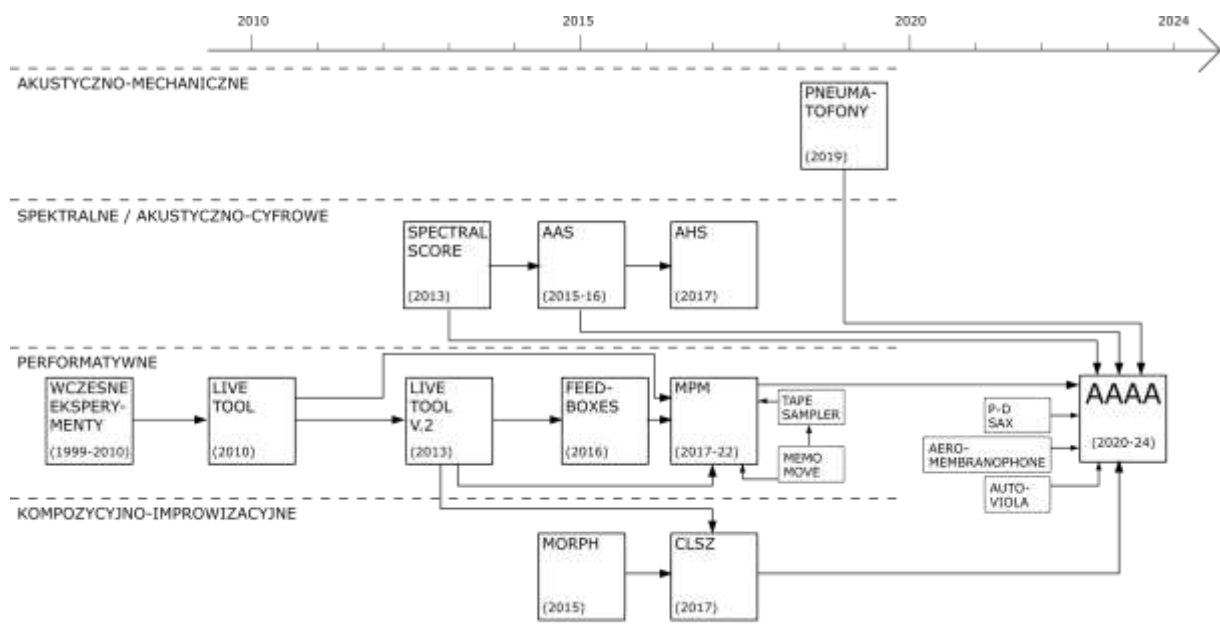 2010 2015 2020 2024
AKUSTYCZNO-MECHANICZNE
PNEUMA-
TOFONY
(2019)
SPEKTRALNE / AKUSTYCZNO-CYFROWE
SPECTRAL
SCORE
(2013)
AAS
(2015-16)
AHS
(2017)
PERFORMATYWNE
WCZESNE
EKSPERY-
MENTY
(1999-2010)
LIVE
TOOL
(2010)
LIVE
TOOL
V.2
(2013)
FEED-
BOXES
(2016)
MPM
(2017-22)
TAPE
SAMPLER
MEMO
MOVE
P-D
SAX
AERO-
MEMBRANOPHONE
AUTO-
VIOLA
AAAA
(2020-24)
KOMPOZYCYJNO-IMPROWIZACYJNE
MORPH
(2015)
CLSZ
(2017)